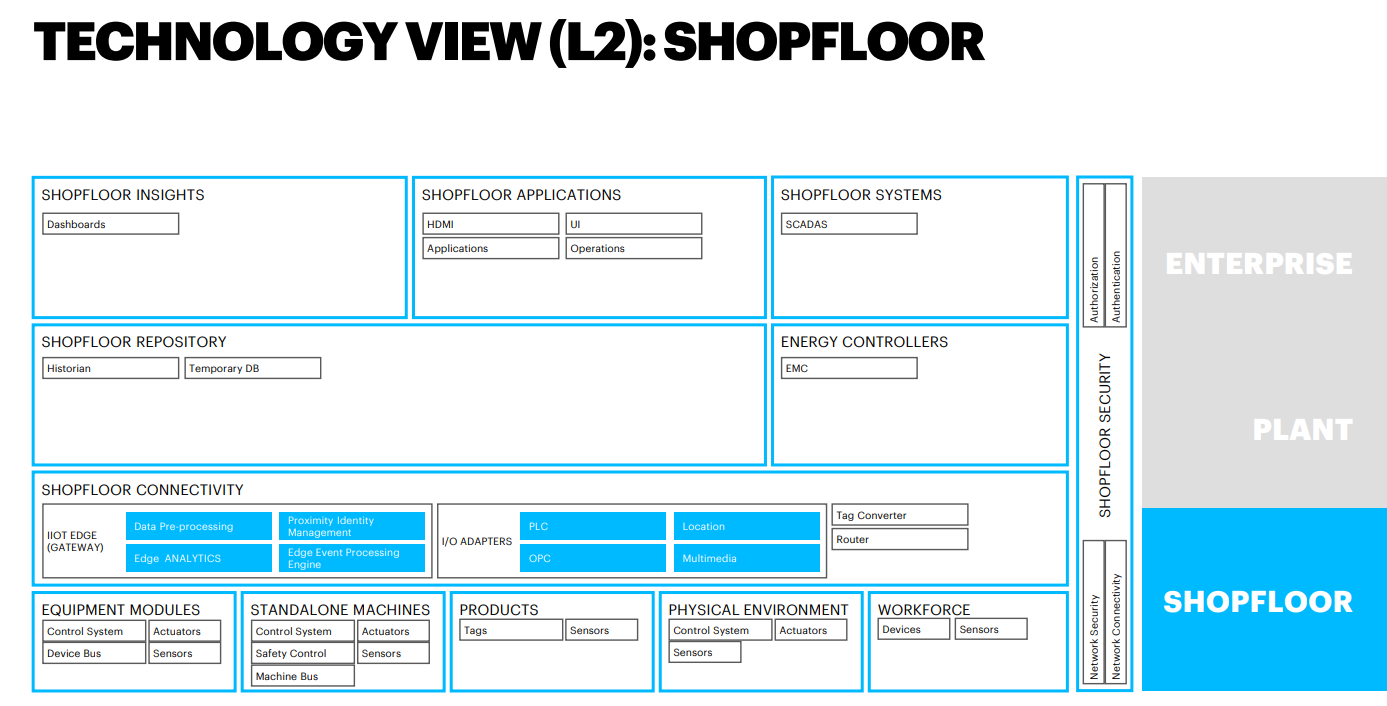 TECHNOLOGY VIEW (L2): SHOPFLOOR
SHOPFLOOR INSIGHTS
Dashboards
SHOPFLOOR APPLICATIONS
HDMI
UI
Applications
Operations
SHOPFLOOR SYSTEMS
SCADAS
SHOPFLOOR REPOSITORY
Historian
Temporary DB
ENERGY CONTROLLERS
EMC
SHOPFLOOR CONNECTIVITY
IIOT EDGE
(GATEWAY)
Data Pre-processing
Proximity Identity
Management
Edge ANALYTICS
Edge Event Processing
Engine
I/O ADAPTERS
PLC
Location
OPC
Multimedia
Tag Converter
Router
EQUIPMENT MODULES
Control System
Actuators
Device Bus
Sensors
STANDALONE MACHINES
Control System
Actuators
Safety Control
Sensors
Machine Bus
PRODUCTS
Tags
Sensors
PHYSICAL ENVIRONMENT
Control System
Actuators
Sensors
WORKFORCE
Devices
Sensors
Authorization
Authentication
SHOPFLOOR SECURITY
Network Security
Network Connectivity
ENTERPRISE
PLANT
SHOPFLOOR